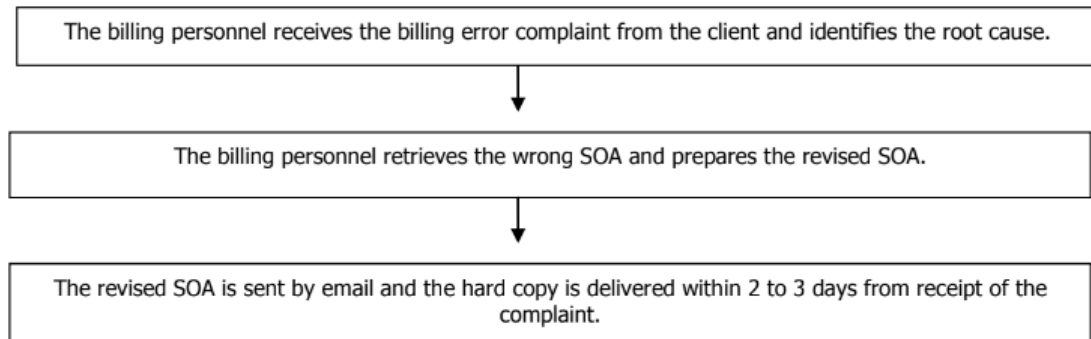 The billing personnel receives the billing error complaint from the client and identifies the root cause.
The billing personnel retrieves the wrong SOA and prepares the revised SOA.
The revised SOA is sent by email and the hard copy is delivered within 2 to 3 days from receipt of the
complaint.